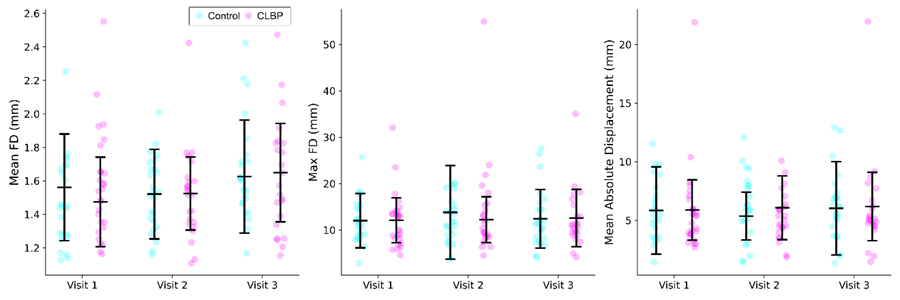 Control CLBP
Mean FD (mm)
2.6
2.4
2.2
2.0
1.8
1.6
1.4
1.2
Visit 1 Visit 2 Visit 3
Max FD (mm)
50
40
30
20
10
Visit 1 Visit 2 Visit 3
Mean Absolute Displacement (mm)
20
15
10
5
Visit 1 Visit 2 Visit 3